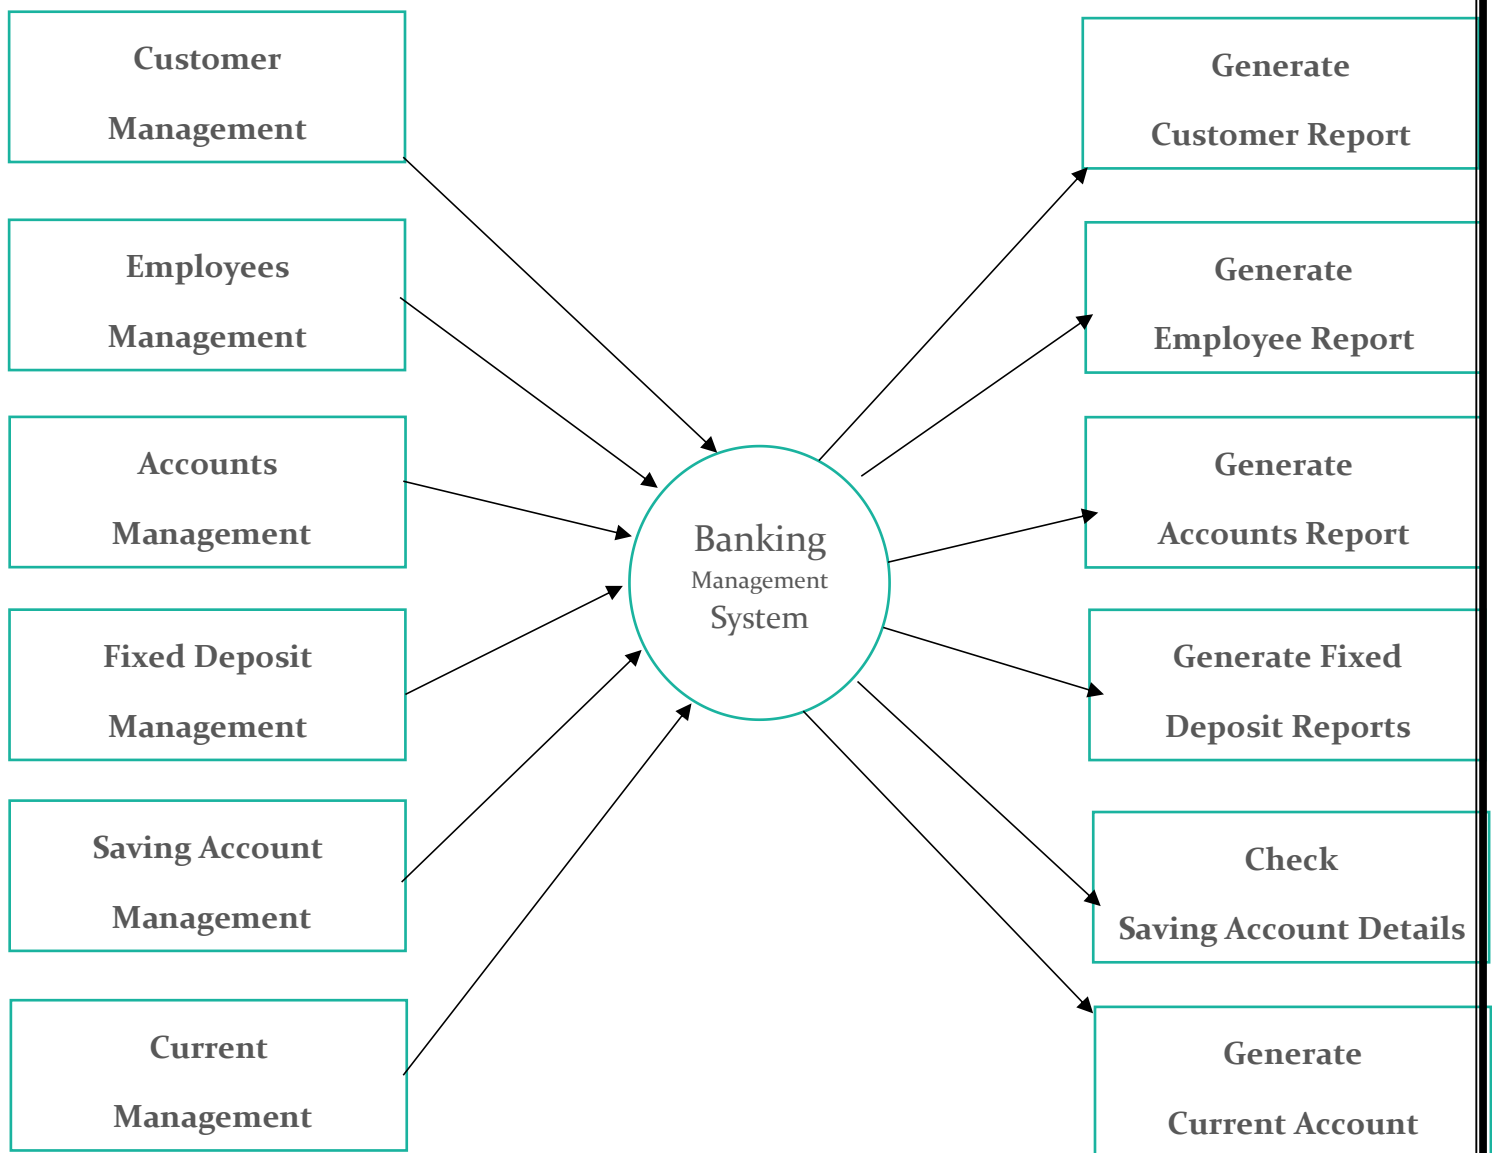 Customer
Management
Employees
Management
Accounts
Management
Fixed Deposit
Management
Saving Account
Management
Current
Management
Banking
Management
System
Generate
Customer Report
Generate
Employee Report
Generate
Accounts Report
Generate Fixed
Deposit Reports
Check
Saving Account Details
Generate
Current Account